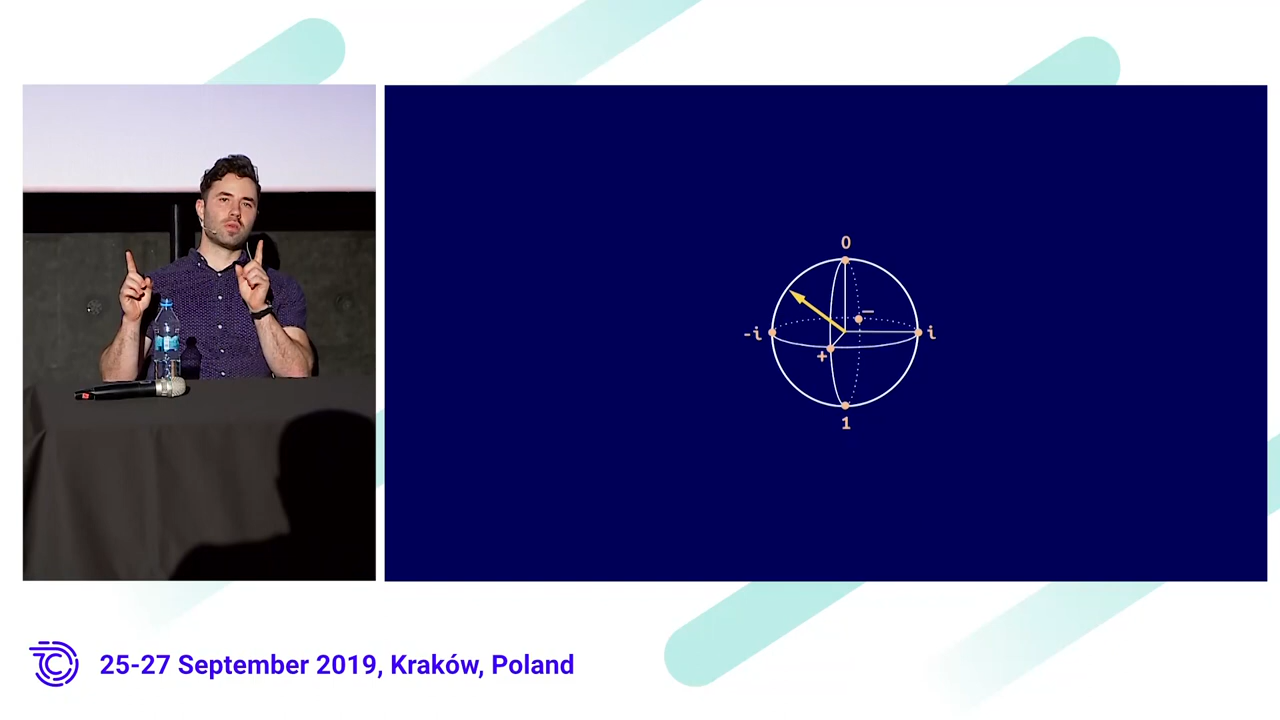 0
-
-i
i
+
1
25-27 September 2019, Kraków, Poland